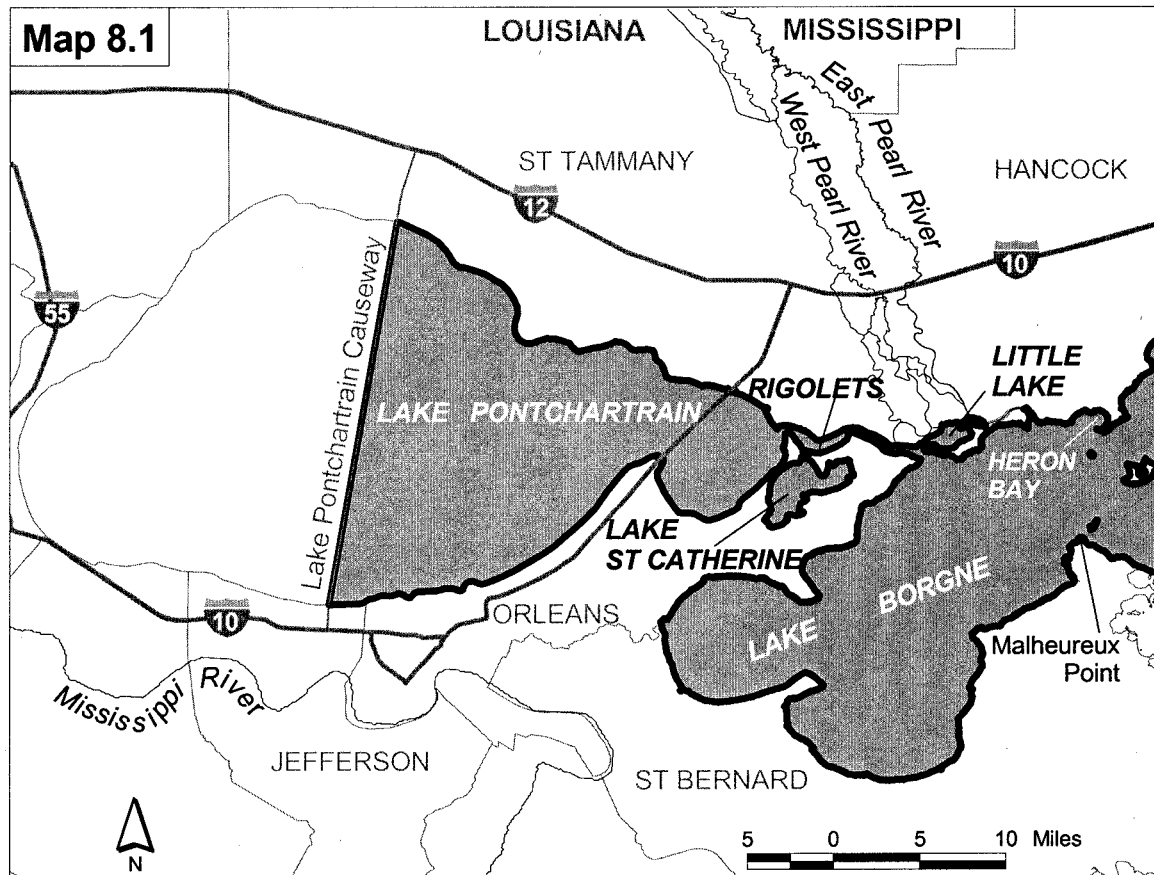 Map 8.1
LOUISIANA
MISSISSIPPI
East Pearl River
West Pearl River
ST TAMMANY
HANCOCK
12
10
55
Lake Pontchartrain Causeway
LITTLE
LAKE
RIGOLETS
LAKE PONTCHARTRAIN
HERON
BAY
LAKE
ST CATHERINE
LAKE BORGNE
ORLEANS
10
Malheureux
Point
Mississippi River
JEFFERSON
ST BERNARD
N
5 0 5 10 Miles